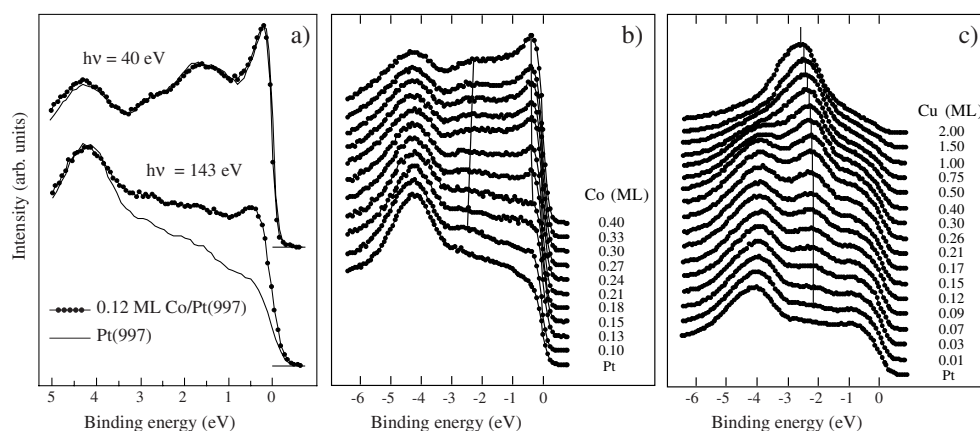 a)
hν = 40 eV
hν = 143 eV
0.12 ML Co/Pt(997)
Pt(997)
Intensity (arb. units)
5 4 3 2 1 0
Binding energy (eV)
b)
Co (ML)
0.40
0.33
0.30
0.27
0.24
0.21
0.18
0.15
0.13
0.10
Pt
-6 -5 -4 -3 -2 -1 0
Binding energy (eV)
c)
Cu (ML)
2.00
1.50
1.00
0.75
0.50
0.40
0.30
0.26
0.21
0.17
0.15
0.12
0.09
0.07
0.03
0.01
Pt
-6 -5 -4 -3 -2 -1 0
Binding energy (eV)